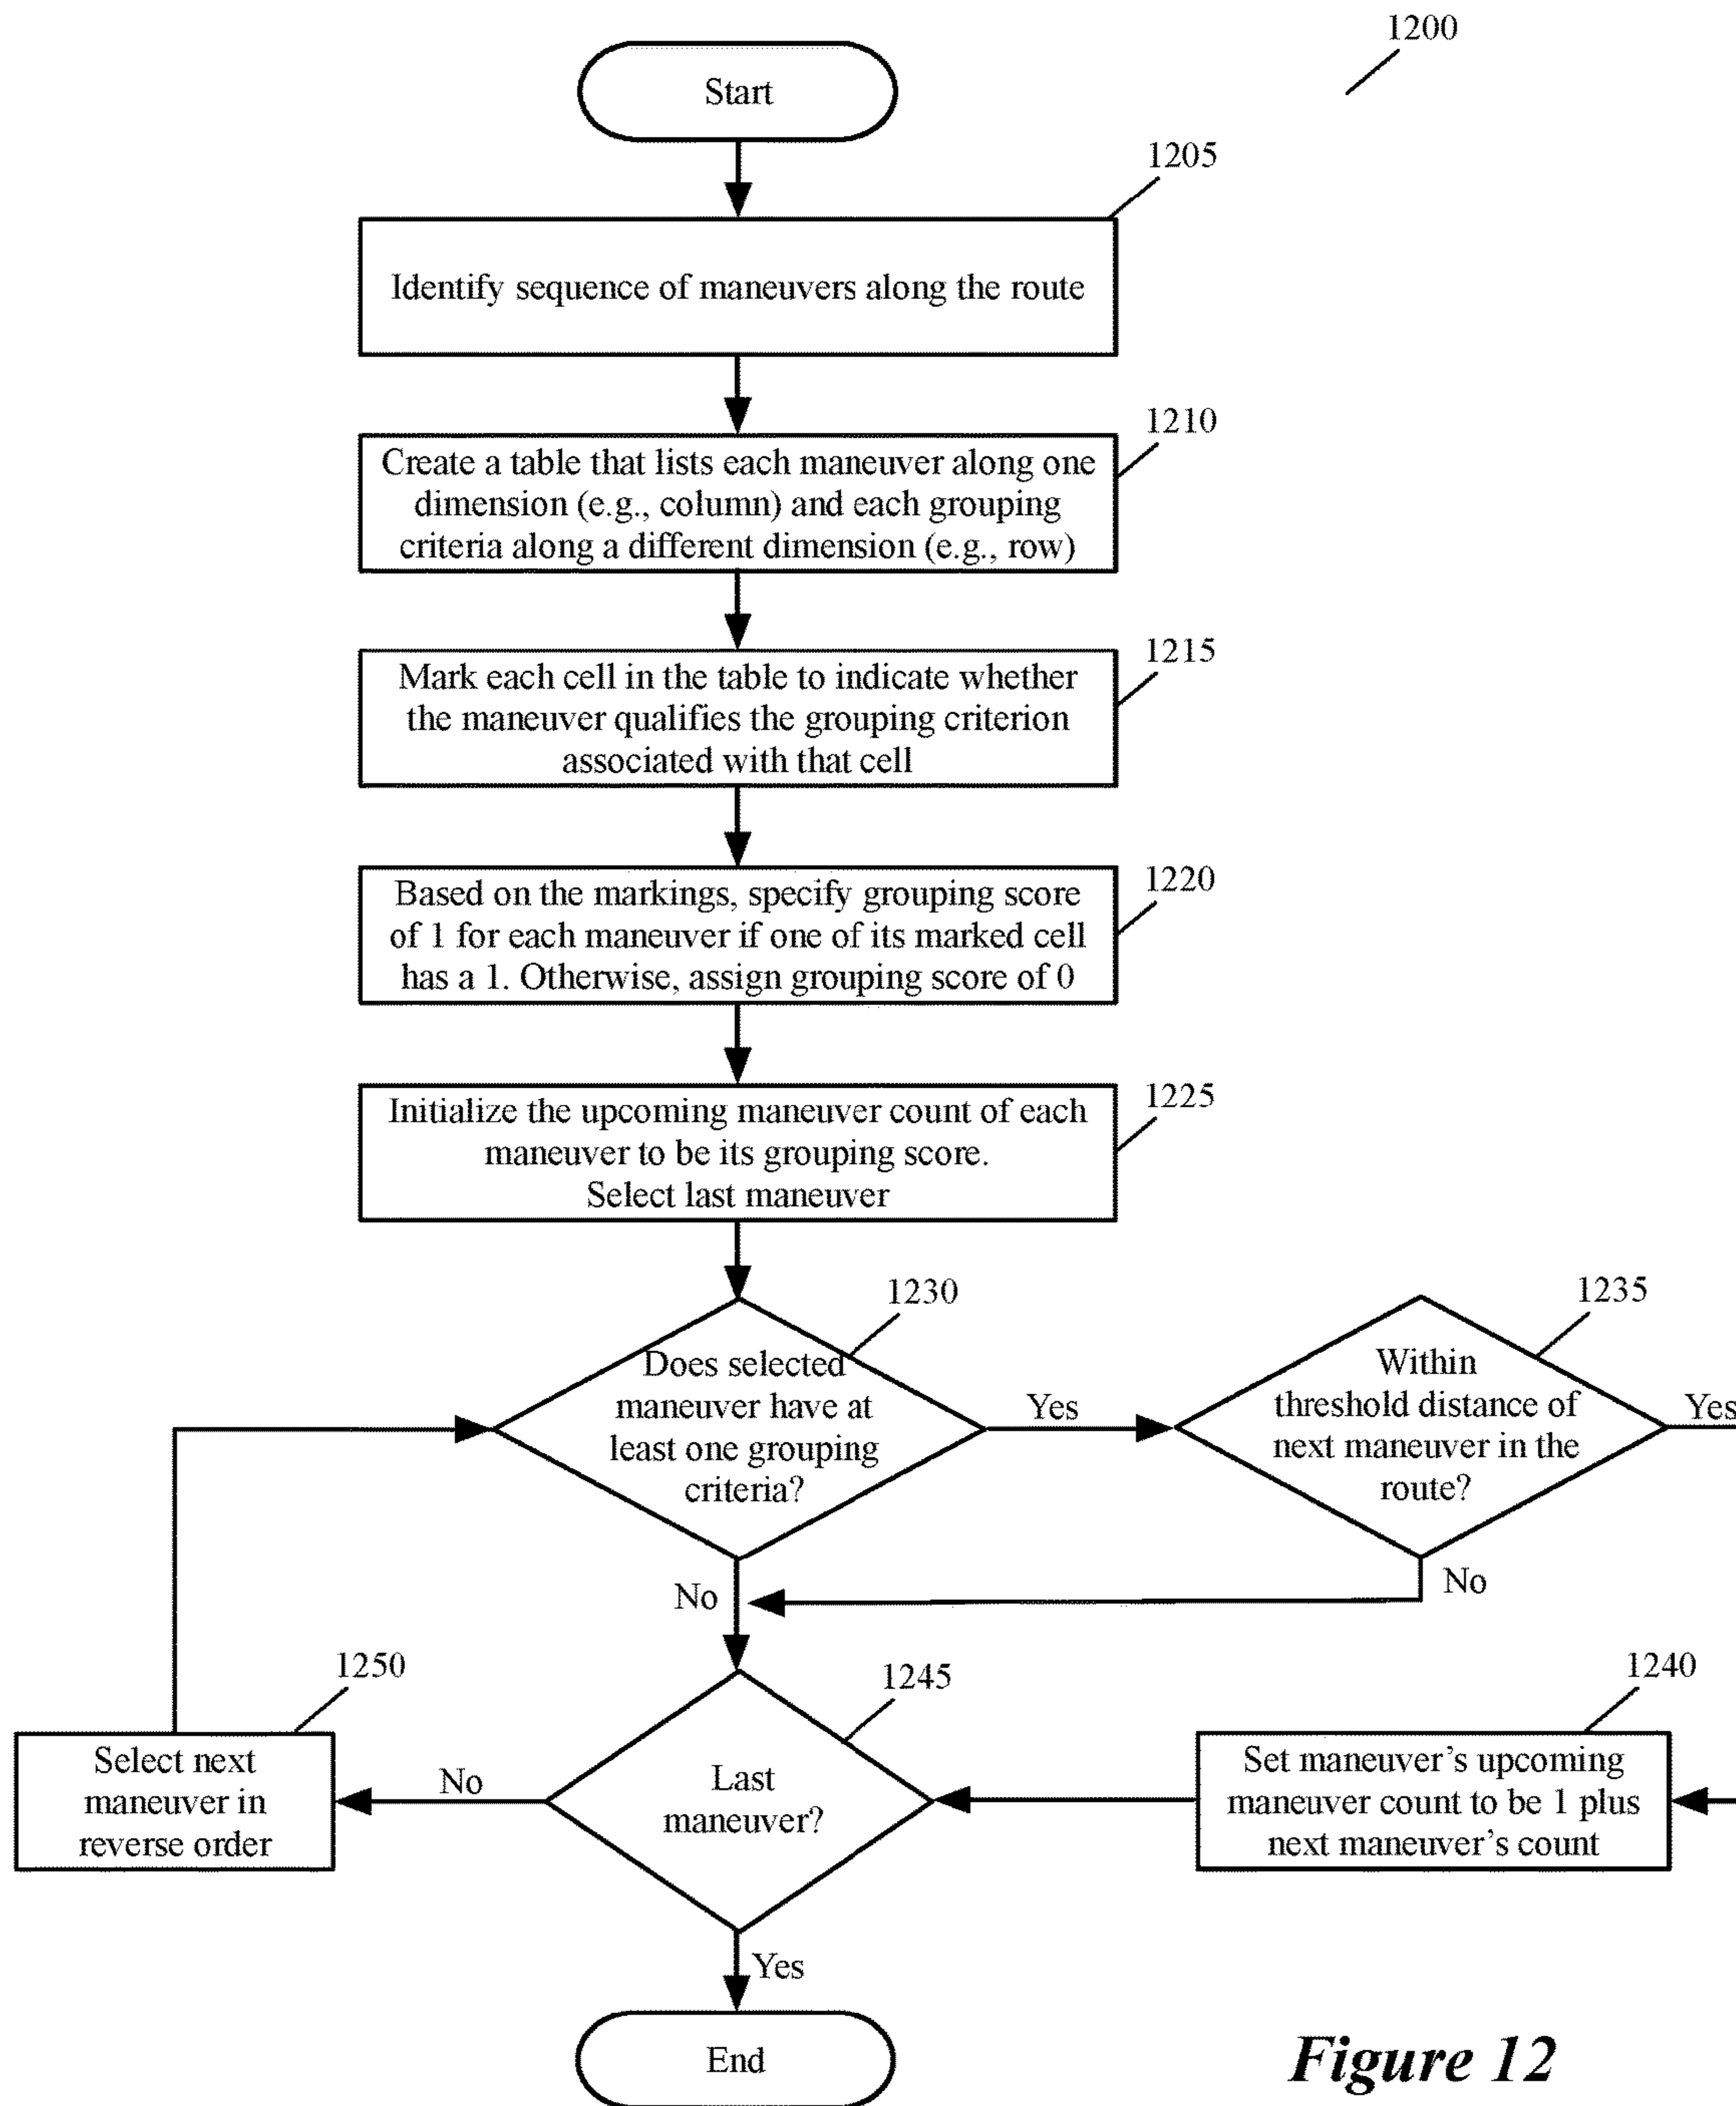 1200
Start
1205
Identify sequence of maneuvers along the route
1210
Create a table that lists each maneuver along one
dimension (e.g., column) and each grouping
criteria along a different dimension (e.g., row)
1215
Mark each cell in the table to indicate whether
the maneuver qualifies the grouping criterion
associated with that cell
1220
Based on the markings, specify grouping score
of 1 for each maneuver if one of its marked cell
has a 1. Otherwise, assign grouping score of 0
1225
Initialize the upcoming maneuver count of each
maneuver to be its grouping score.
Select last maneuver
1230
Does selected
maneuver have at
least one grouping
criteria?
Yes
1235
Within
threshold distance of
next maneuver in the
route?
Yes
No
No
1250
Select next
maneuver in
reverse order
No
1245
Last
maneuver?
1240
Set maneuver's upcoming
maneuver count to be 1 plus
next maneuver's count
Yes
End
Figure 12